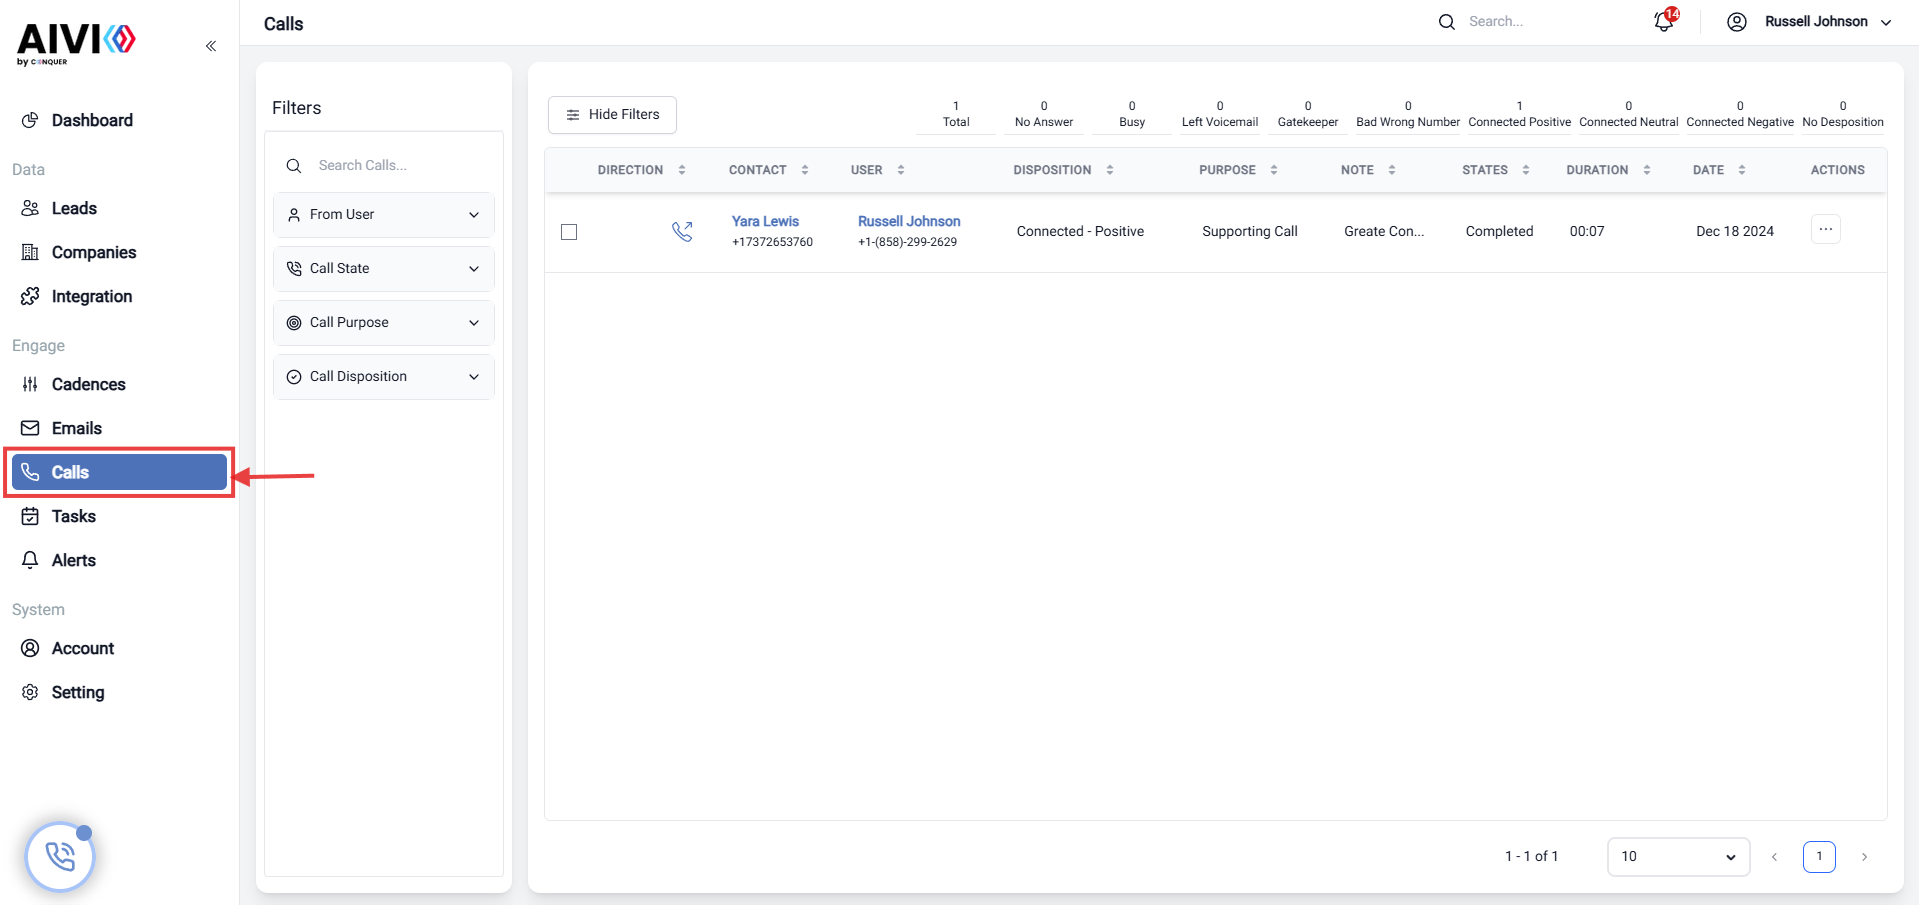 AIVI
by CONQUER
Dashboard
Data
Leads
Companies
Integration
Engage
Cadences
Emails
Calls
Tasks
Alerts
System
Account
Setting
Calls
Search...
14
Russell Johnson
Filters
Search Calls...
From User
Call State
Call Purpose
Call Disposition
Hide Filters
1 0 0 0 0 0 1 0 0 0
Total No Answer Busy Left Voicemail Gatekeeper Bad Wrong Number Connected Positive Connected Neutral Connected Negative No Desposition
DIRECTION CONTACT USER DISPOSITION PURPOSE NOTE STATES DURATION DATE ACTIONS
Yara Lewis Russell Johnson
Connected - Positive Supporting Call Greate Con... Completed 00:07 Dec 18 2024 ...
+17372653760 +1-(858)-299-2629
1 - 1 of 1 10 1